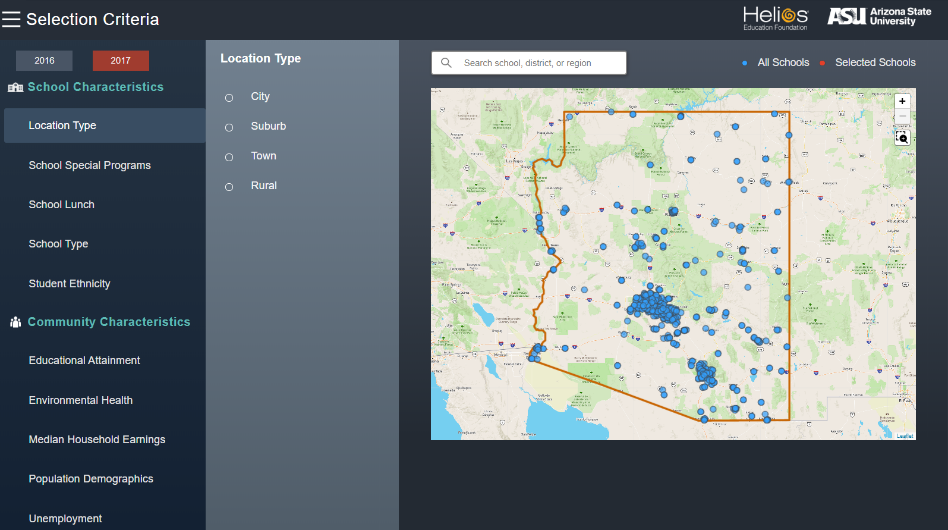 Selection Criteria
Helios
Education Foundation
ASU Arizona State University
2016
2017
School Characteristics
Location Type
School Special Programs
School Lunch
School Type
Student Ethnicity
Community Characteristics
Educational Attainment
Environmental Health
Median Household Earnings
Population Demographics
Unemployment
Location Type
City
Suburb
Town
Rural
Search school, district, or region
All Schools
Selected Schools
+
−
Leaflet